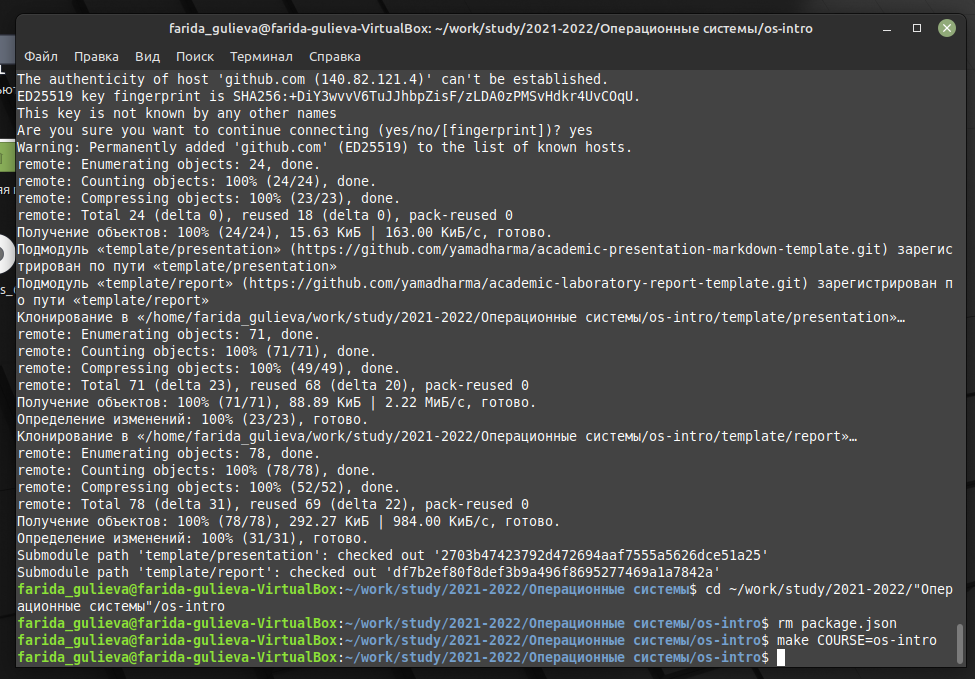 farida_gulieva@farida-gulieva-VirtualBox: ~/work/study/2021-2022/Операционные системы/os-intro
Файл Правка Вид Поиск Терминал Справка
The authenticity of host 'github.com (140.82.121.4)' can't be established.
ED25519 key fingerprint is SHA256:+DiY3wvvV6TuJJhbpZisF/zLDA0zPMSvHdkr4UvCOqU.
This key is not known by any other names
Are you sure you want to continue connecting (yes/no/[fingerprint])? yes
Warning: Permanently added 'github.com' (ED25519) to the list of known hosts.
remote: Enumerating objects: 24, done.
remote: Counting objects: 100% (24/24), done.
remote: Compressing objects: 100% (23/23), done.
remote: Total 24 (delta 0), reused 18 (delta 0), pack-reused 0
Получение объектов: 100% (24/24), 15.63 КиБ | 163.00 КиБ/с, готово.
Подмодуль «template/presentation» (https://github.com/yamadharma/academic-presentation-markdown-template.git) зарегис
трирован по пути «template/presentation»
Подмодуль «template/report» (https://github.com/yamadharma/academic-laboratory-report-template.git) зарегистрирован п
о пути «template/report»
Клонирование в «/home/farida_gulieva/work/study/2021-2022/Операционные системы/os-intro/template/presentation»…
remote: Enumerating objects: 71, done.
remote: Counting objects: 100% (71/71), done.
remote: Compressing objects: 100% (49/49), done.
remote: Total 71 (delta 23), reused 68 (delta 20), pack-reused 0
Получение объектов: 100% (71/71), 88.89 КиБ | 2.22 МиБ/с, готово.
Определение изменений: 100% (23/23), готово.
Клонирование в «/home/farida_gulieva/work/study/2021-2022/Операционные системы/os-intro/template/report»…
remote: Enumerating objects: 78, done.
remote: Counting objects: 100% (78/78), done.
remote: Compressing objects: 100% (52/52), done.
remote: Total 78 (delta 31), reused 69 (delta 22), pack-reused 0
Получение объектов: 100% (78/78), 292.27 КиБ | 984.00 КиБ/с, готово.
Определение изменений: 100% (31/31), готово.
Submodule path 'template/presentation': checked out '2703b47423792d472694aaf7555a5626dce51a25'
Submodule path 'template/report': checked out 'df7b2ef80f8def3b9a496f8695277469a1a7842a'
farida_gulieva@farida-gulieva-VirtualBox:~/work/study/2021-2022/Операционные системы$ cd ~/work/study/2021-2022/"Опер
ационные системы"/os-intro
farida_gulieva@farida-gulieva-VirtualBox:~/work/study/2021-2022/Операционные системы/os-intro$ rm package.json
farida_gulieva@farida-gulieva-VirtualBox:~/work/study/2021-2022/Операционные системы/os-intro$ make COURSE=os-intro
farida_gulieva@farida-gulieva-VirtualBox:~/work/study/2021-2022/Операционные системы/os-intro$